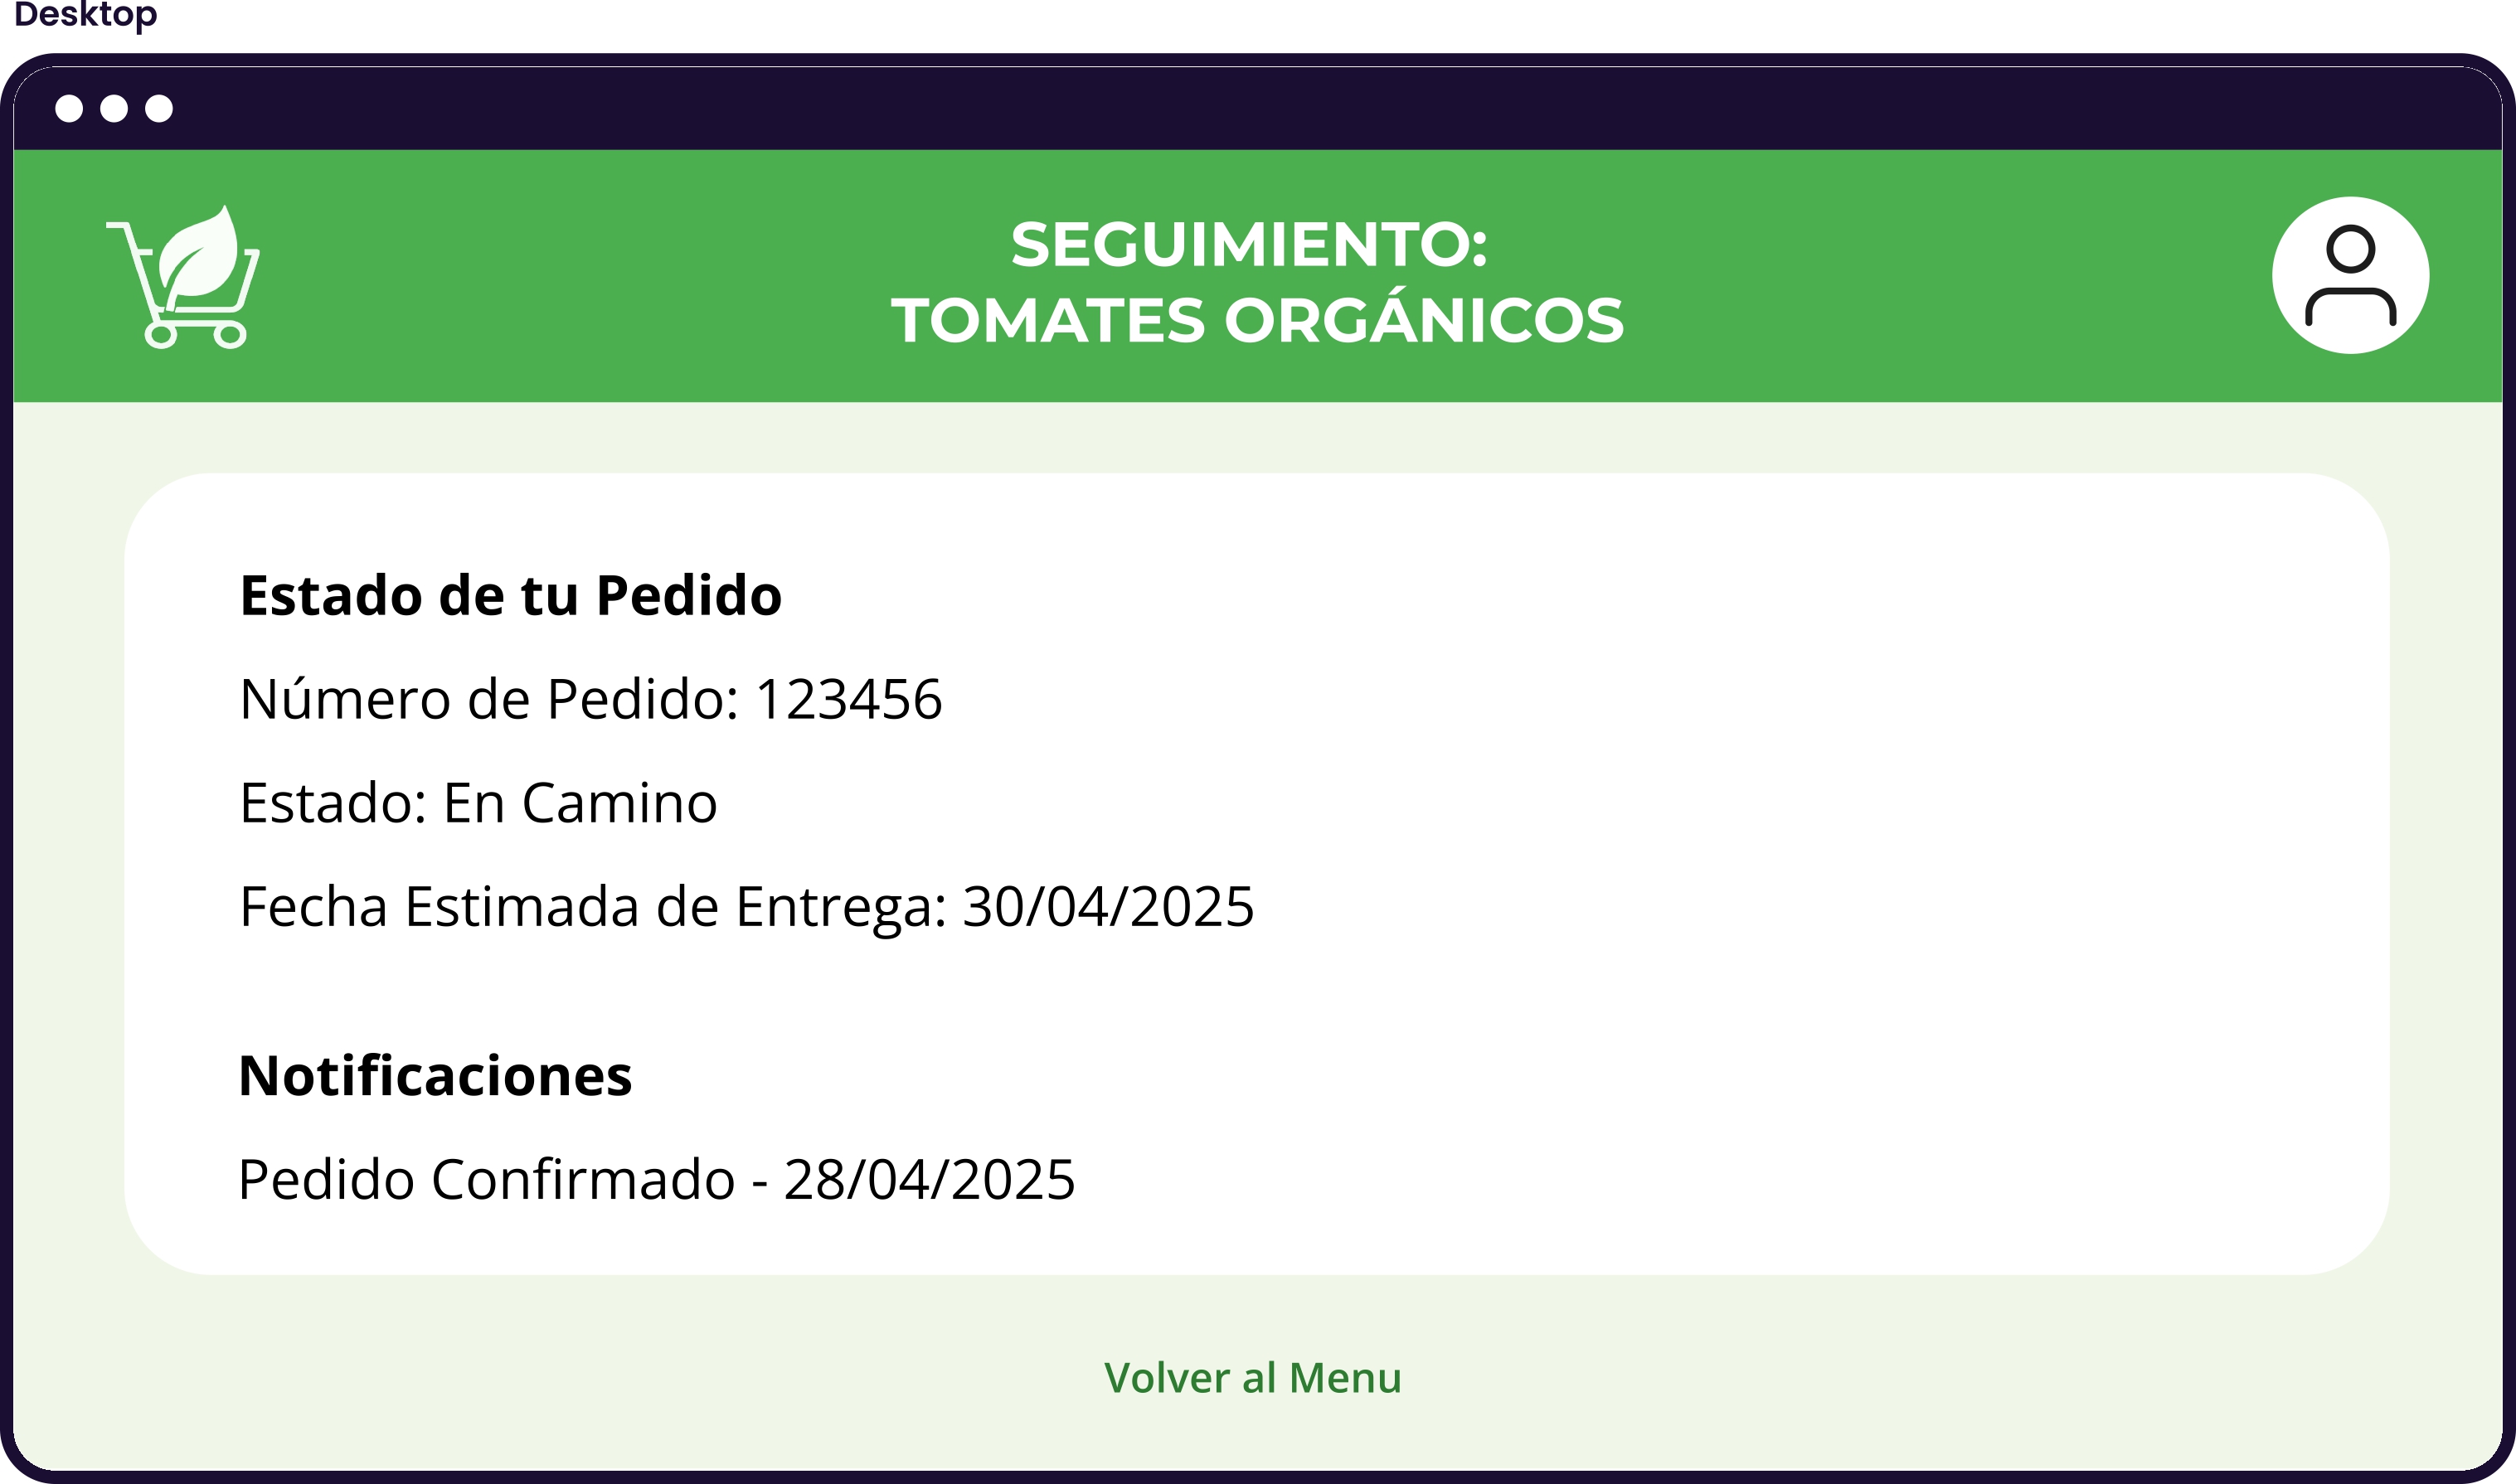 Desktop
SEGUIMIENTO:
TOMATES ORGÁNICOS
Estado de tu Pedido
Número de Pedido: 123456
Estado: En Camino
Fecha Estimada de Entrega: 30/04/2025
Notificaciones
Pedido Confirmado - 28/04/2025
Volver al Menu